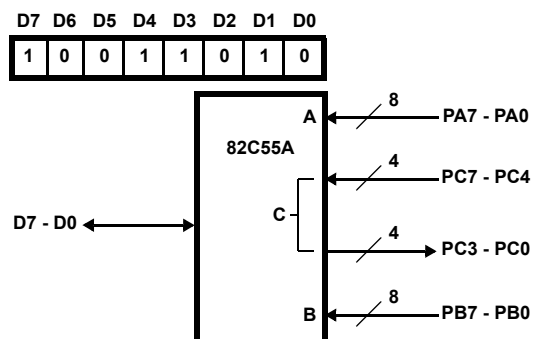 D7 D6 D5 D4 D3 D2 D1 D0
1 0 0 1 1 0 1 0
A 8 PA7 - PA0
82C55A
4 PC7 - PC4
C
D7 - D0
4 PC3 - PC0
B 8 PB7 - PB0